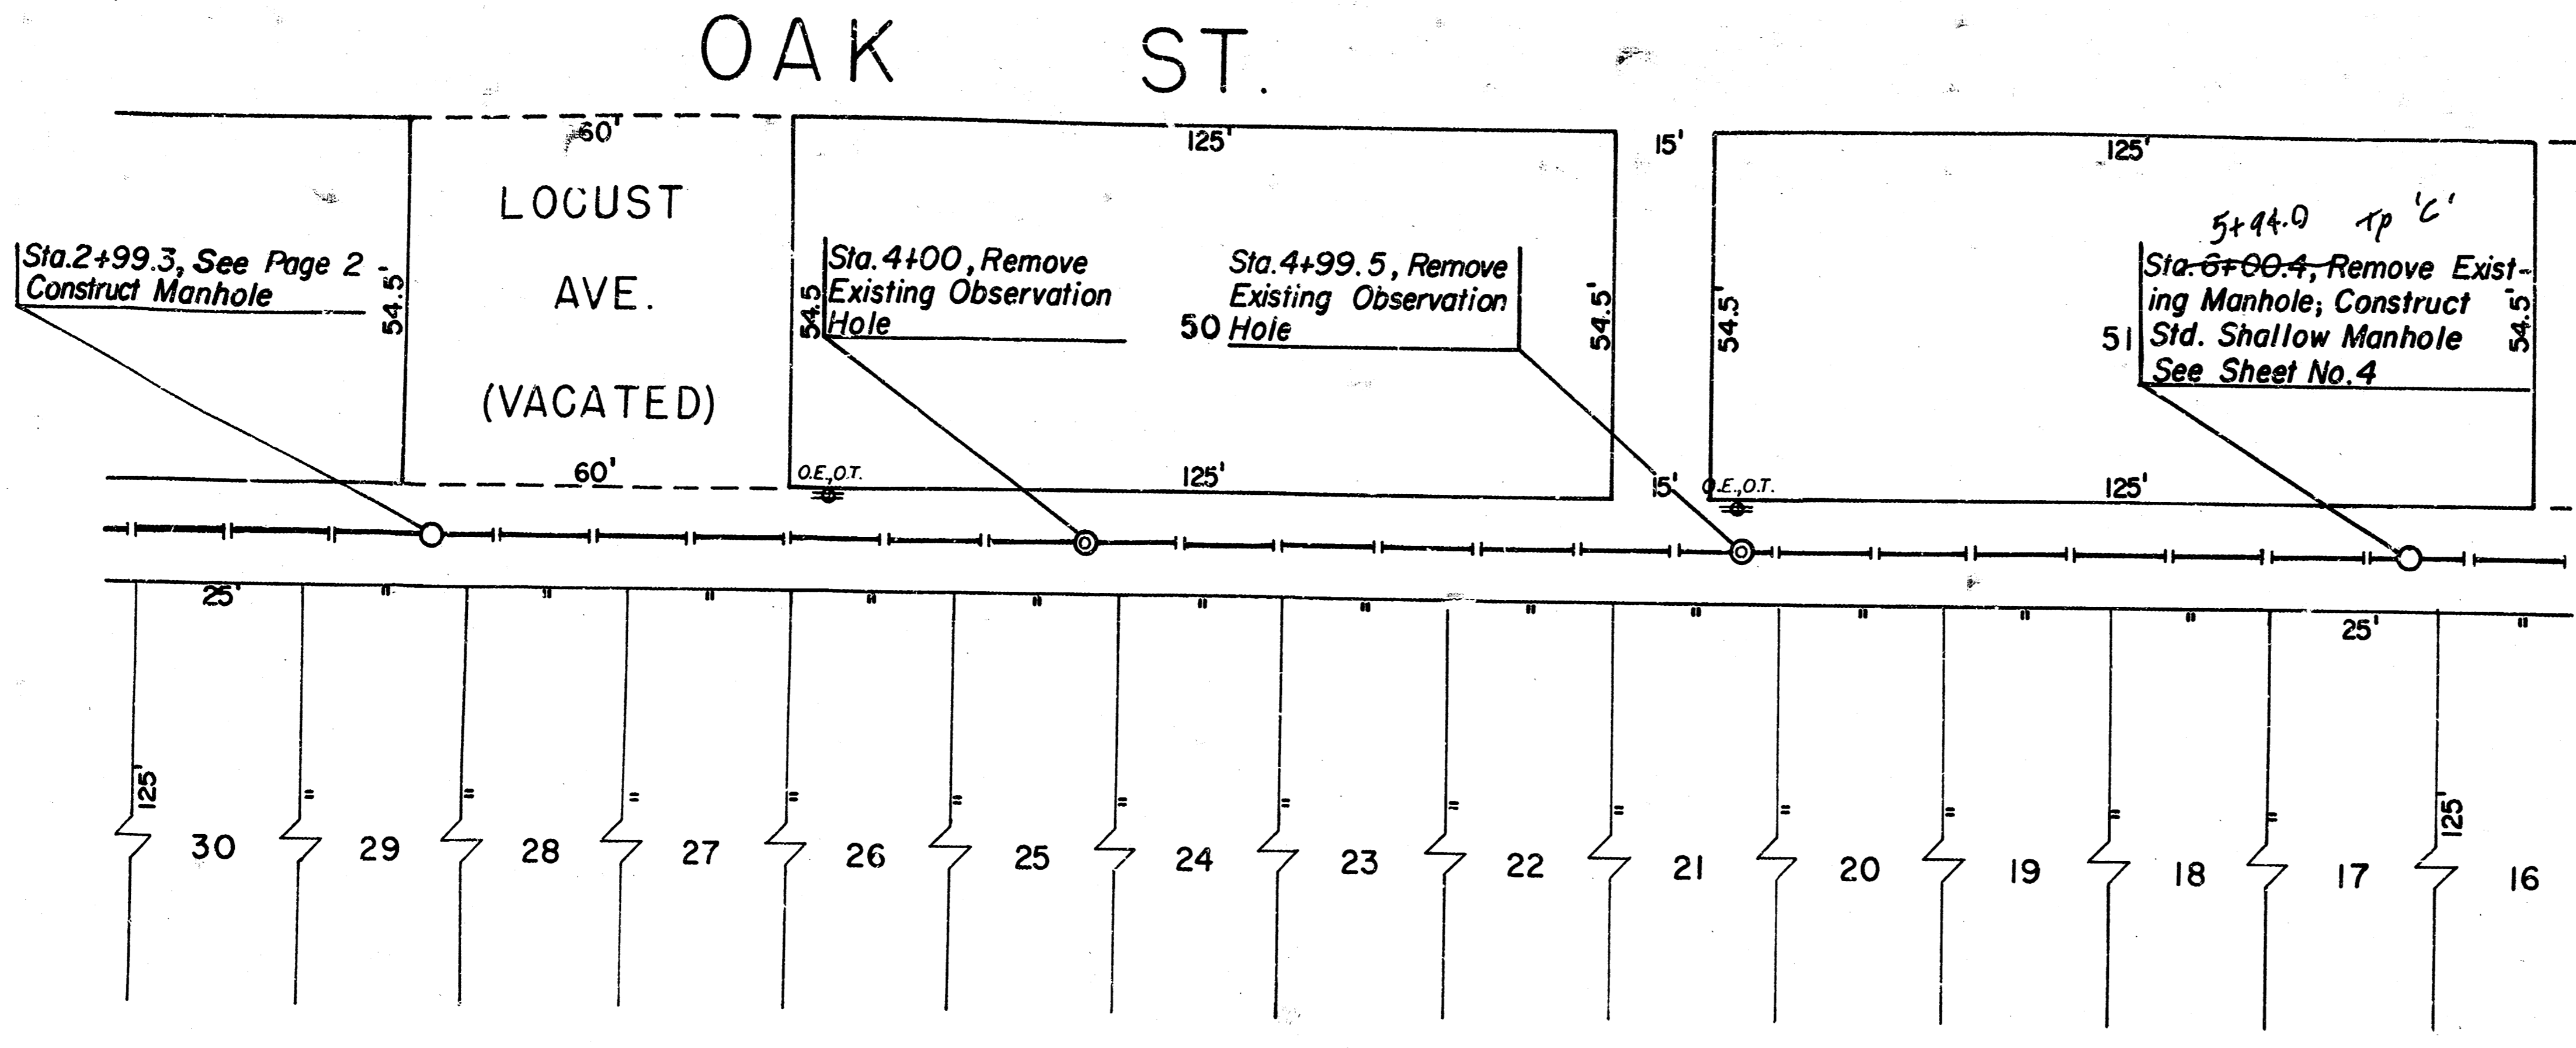 OAK ST.
60'
125'
15'
125'
LOCUST
AVE.
(VACATED)
5+94.0 Tp 'C'
Sta.2+99.3, See Page 2
Construct Manhole
54.5'
54.5'
Sta.4+00, Remove
Existing Observation
Hole
Sta.4+99.5, Remove
Existing Observation
Hole
50
54.5'
54.5'
Sta.6+00.4, Remove Exist-
ing Manhole; Construct
Std. Shallow Manhole
See Sheet No.4
51
54.5'
60'
O.E.,O.T.
125'
15'
O.E.,O.T.
125'
25' " " " " " " " " " " " " 25' "
125' = = = = = = = = = = = = = 125'
30 29 28 27 26 25 24 23 22 21 20 19 18 17 16